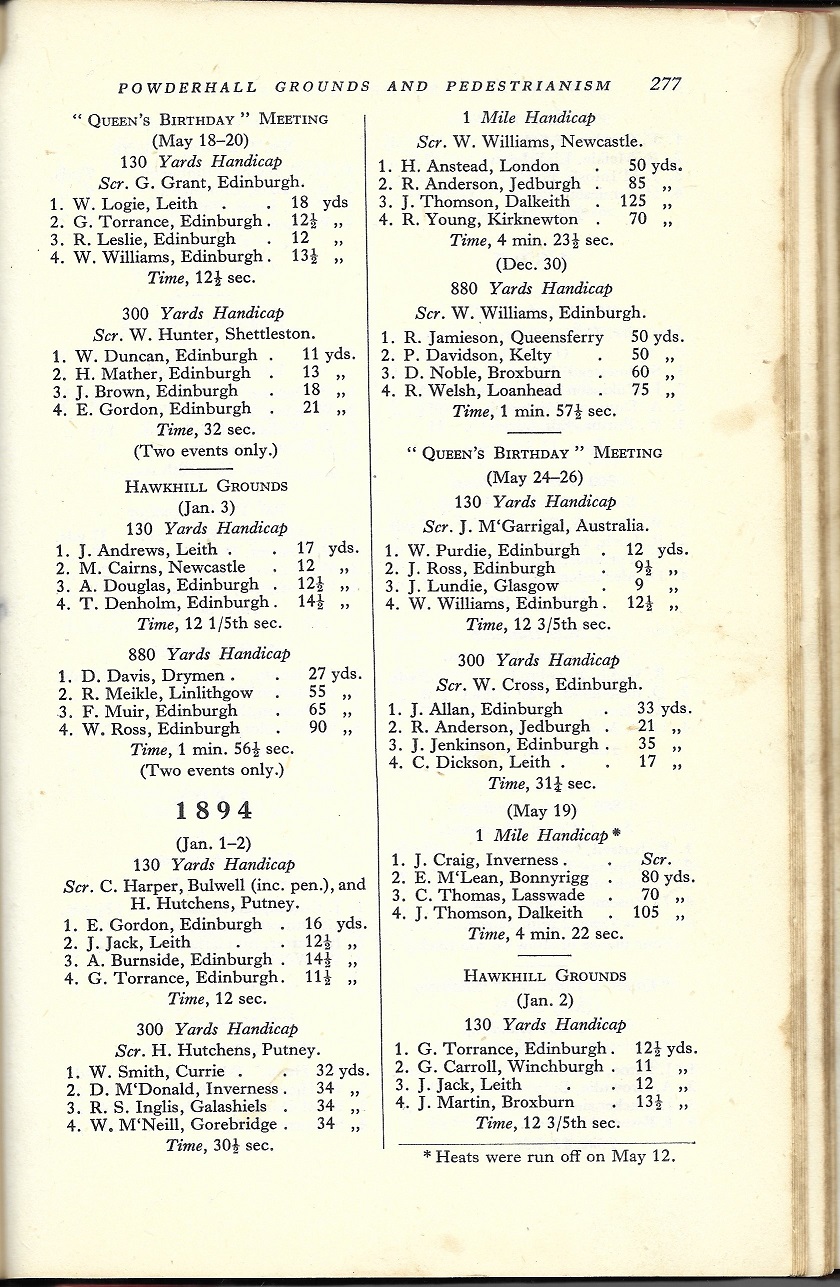 POWDERHALL GROUNDS AND PEDESTRIANISM 277
" QUEEN'S BIRTHDAY " MEETING
(May 18–20)
130 Yards Handicap
Scr. G. Grant, Edinburgh.
1. W. Logie, Leith . . 18 yds
2. G. Torrance, Edinburgh . 12½ „
3. R. Leslie, Edinburgh . 12 „
4. W. Williams, Edinburgh . 13½ „
Time, 12½ sec.
300 Yards Handicap
Scr. W. Hunter, Shettleston.
1. W. Duncan, Edinburgh . 11 yds.
2. H. Mather, Edinburgh . 13 „
3. J. Brown, Edinburgh . 18 „
4. E. Gordon, Edinburgh . 21 „
Time, 32 sec.
(Two events only.)
HAWKHILL GROUNDS
(Jan. 3)
130 Yards Handicap
1. J. Andrews, Leith . . 17 yds.
2. M. Cairns, Newcastle . 12 „
3. A. Douglas, Edinburgh . 12½ „
4. T. Denholm, Edinburgh . 14½ „
Time, 12 1/5th sec.
880 Yards Handicap
1. D. Davis, Drymen . . 27 yds.
2. R. Meikle, Linlithgow . 55 „
3. F. Muir, Edinburgh . 65 „
4. W. Ross, Edinburgh . 90 „
Time, 1 min. 56½ sec.
(Two events only.)
1894
(Jan. 1–2)
130 Yards Handicap
Scr. C. Harper, Bulwell (inc. pen.), and
H. Hutchens, Putney.
1. E. Gordon, Edinburgh . 16 yds.
2. J. Jack, Leith . . 12½ „
3. A. Burnside, Edinburgh . 14½ „
4. G. Torrance, Edinburgh . 11½ „
Time, 12 sec.
300 Yards Handicap
Scr. H. Hutchens, Putney.
1. W. Smith, Currie . . 32 yds.
2. D. M'Donald, Inverness . 34 „
3. R. S. Inglis, Galashiels . 34 „
4. W. M'Neill, Gorebridge . 34 „
Time, 30½ sec.
1 Mile Handicap
Scr. W. Williams, Newcastle.
1. H. Anstead, London . 50 yds.
2. R. Anderson, Jedburgh . 85 „
3. J. Thomson, Dalkeith . 125 „
4. R. Young, Kirknewton . 70 „
Time, 4 min. 23½ sec.
(Dec. 30)
880 Yards Handicap
Scr. W. Williams, Edinburgh.
1. R. Jamieson, Queensferry 50 yds.
2. P. Davidson, Kelty . 50 „
3. D. Noble, Broxburn . 60 „
4. R. Welsh, Loanhead . 75 „
Time, 1 min. 57½ sec.
" QUEEN'S BIRTHDAY " MEETING
(May 24–26)
130 Yards Handicap
Scr. J. M'Garrigal, Australia.
1. W. Purdie, Edinburgh . 12 yds.
2. J. Ross, Edinburgh . 9½ „
3. J. Lundie, Glasgow . 9 „
4. W. Williams, Edinburgh . 12½ „
Time, 12 3/5th sec.
300 Yards Handicap
Scr. W. Cross, Edinburgh.
1. J. Allan, Edinburgh . 33 yds.
2. R. Anderson, Jedburgh . 21 „
3. J. Jenkinson, Edinburgh . 35 „
4. C. Dickson, Leith . . 17 „
Time, 31¼ sec.
(May 19)
1 Mile Handicap *
1. J. Craig, Inverness . . Scr.
2. E. M'Lean, Bonnyrigg . 80 yds.
3. C. Thomas, Lasswade . 70 „
4. J. Thomson, Dalkeith . 105 „
Time, 4 min. 22 sec.
HAWKHILL GROUNDS
(Jan. 2)
130 Yards Handicap
1. G. Torrance, Edinburgh . 12½ yds.
2. G. Carroll, Winchburgh . 11 „
3. J. Jack, Leith . . 12 „
4. J. Martin, Broxburn . 13½ „
Time, 12 3/5th sec.
* Heats were run off on May 12.